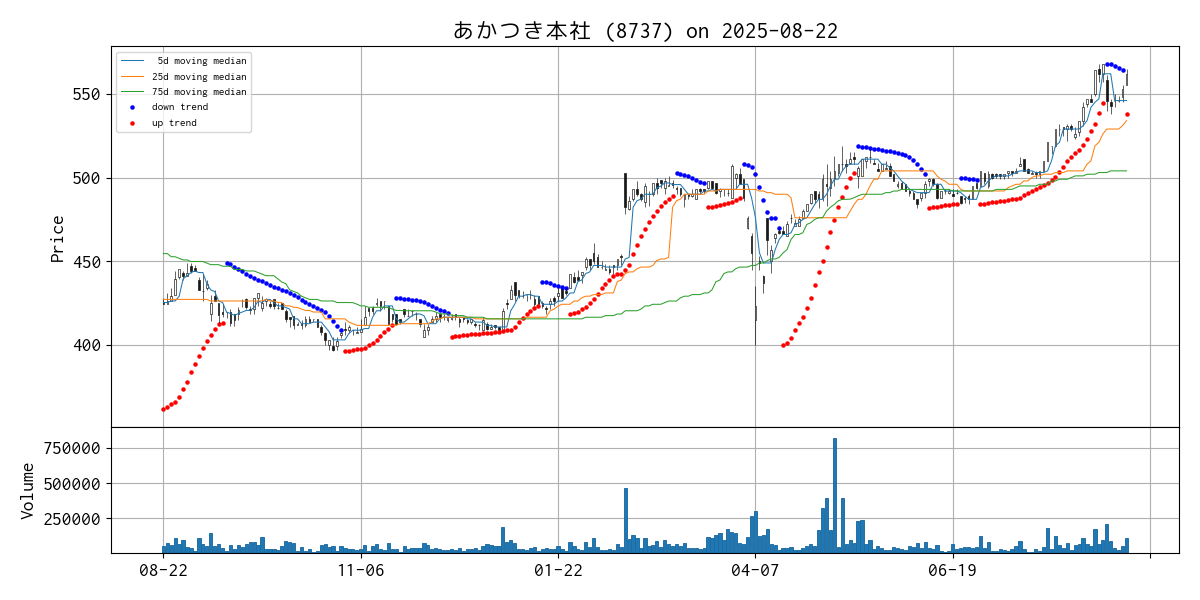 あかつき本社 (8737) on 2025-08-22
5d moving median
25d moving median
75d moving median
down trend
up trend
550
500
450
400
Price
750000
500000
250000
Volume
08-22 11-06 01-22 04-07 06-19